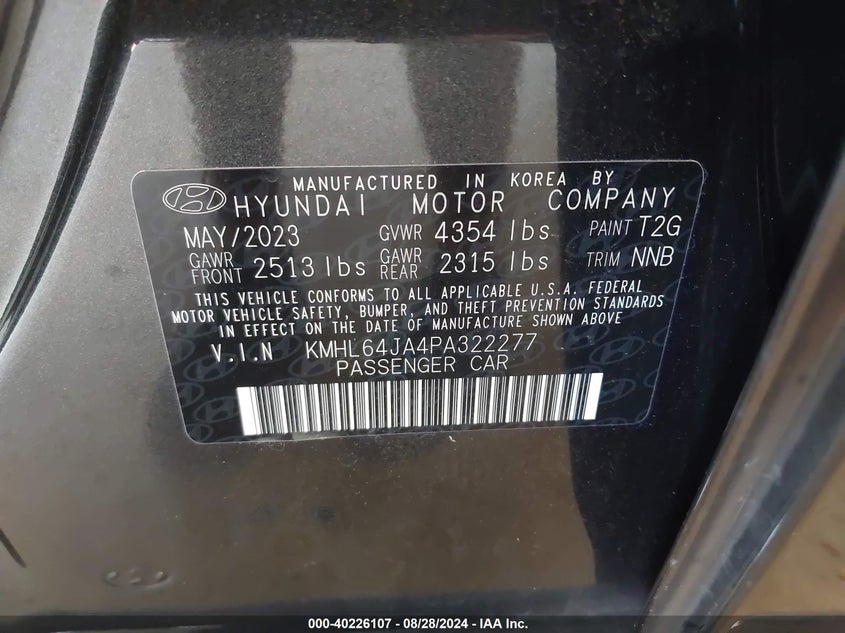 MANUFACTURED IN KOREA BY
HYUNDAI MOTOR COMPANY
MAY/2023 GVWR 4354 lbs PAINT T2G
GAWR FRONT 2513 lbs GAWR REAR 2315 lbs TRIM NNB
THIS VEHICLE CONFORMS TO ALL APPLICABLE U.S.A. FEDERAL
MOTOR VEHICLE SAFETY, BUMPER, AND THEFT PREVENTION STANDARDS
IN EFFECT ON THE DATE OF MANUFACTURE SHOWN ABOVE
V.I.N KMHL64JA4PA322277
PASSENGER CAR
000-40226107 | 08/28/2024 - IAA Inc.